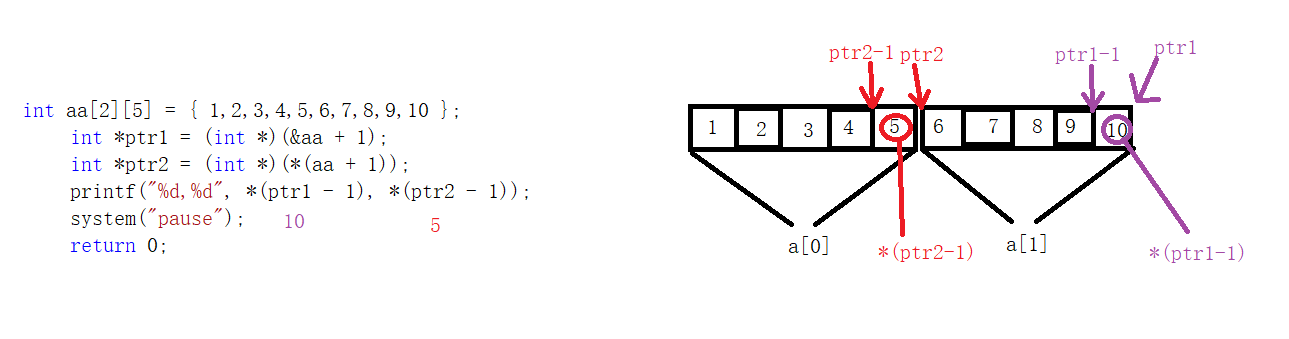 int aa[2][5] = { 1,2,3,4,5,6,7,8,9,10 };
int *ptr1 = (int *)(&aa + 1);
int *ptr2 = (int *)(*(aa + 1));
printf("%d,%d", *(ptr1 - 1), *(ptr2 - 1));
system("pause");
10 5
return 0;
ptr2-1 ptr2 ptr1-1 ptr1
1 2 3 4 5 6 7 8 9 10
a[0] *(ptr2-1) a[1] *(ptr1-1)